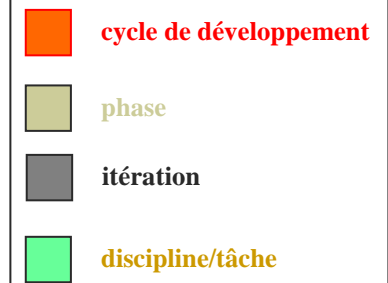 cycle de développement
phase
itération
discipline/tâche